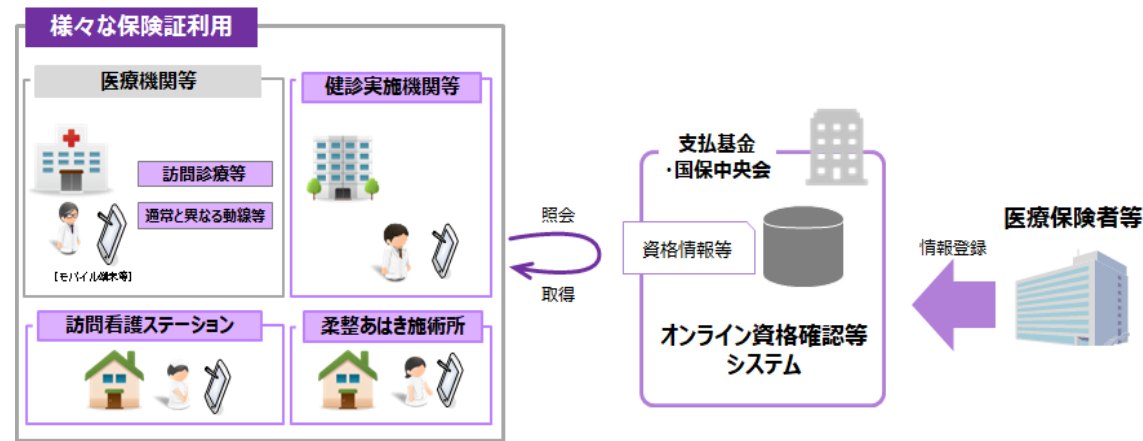 様々な保険証利用
医療機関等
訪問診療等
通常と異なる動線等
【モバイル端末等】
健診実施機関等
訪問看護ステーション
柔整あはき施術所
照会
取得
支払基金
・国保中央会
資格情報等
オンライン資格確認等
システム
情報登録
医療保険者等